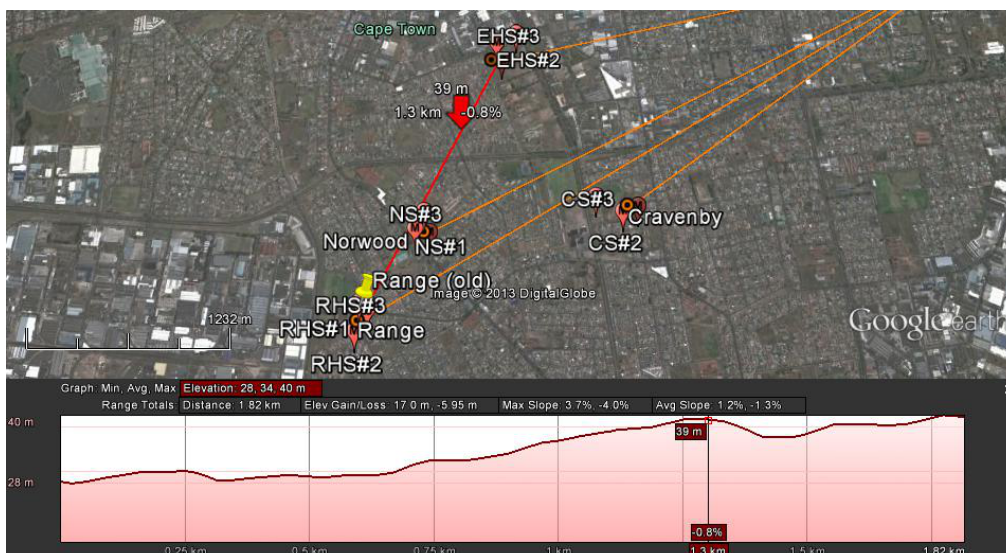 Cape Town
EHS#3
EHS#2
39 m
1.3 km -0.8%
NS#3
CS#3
Cravenby
Norwood
NS#1
CS#2
Range (old)
Image © 2013 DigitalGlobe
RHS#3
1232 m
RHS#1 Range
Google earth
RHS#2
Graph: Min, Avg, Max Elevation: 28, 34, 40 m
Range Totals: Distance: 1.82 km Elev Gain/Loss: 17.0 m, -5.95 m Max Slope: 3.7%, -4.0% Avg Slope: 1.2%, -1.3%
40 m
39 m
28 m
-0.8%
0.25 km 0.5 km 0.75 km 1 km 1.3 km 1.5 km 1.82 km